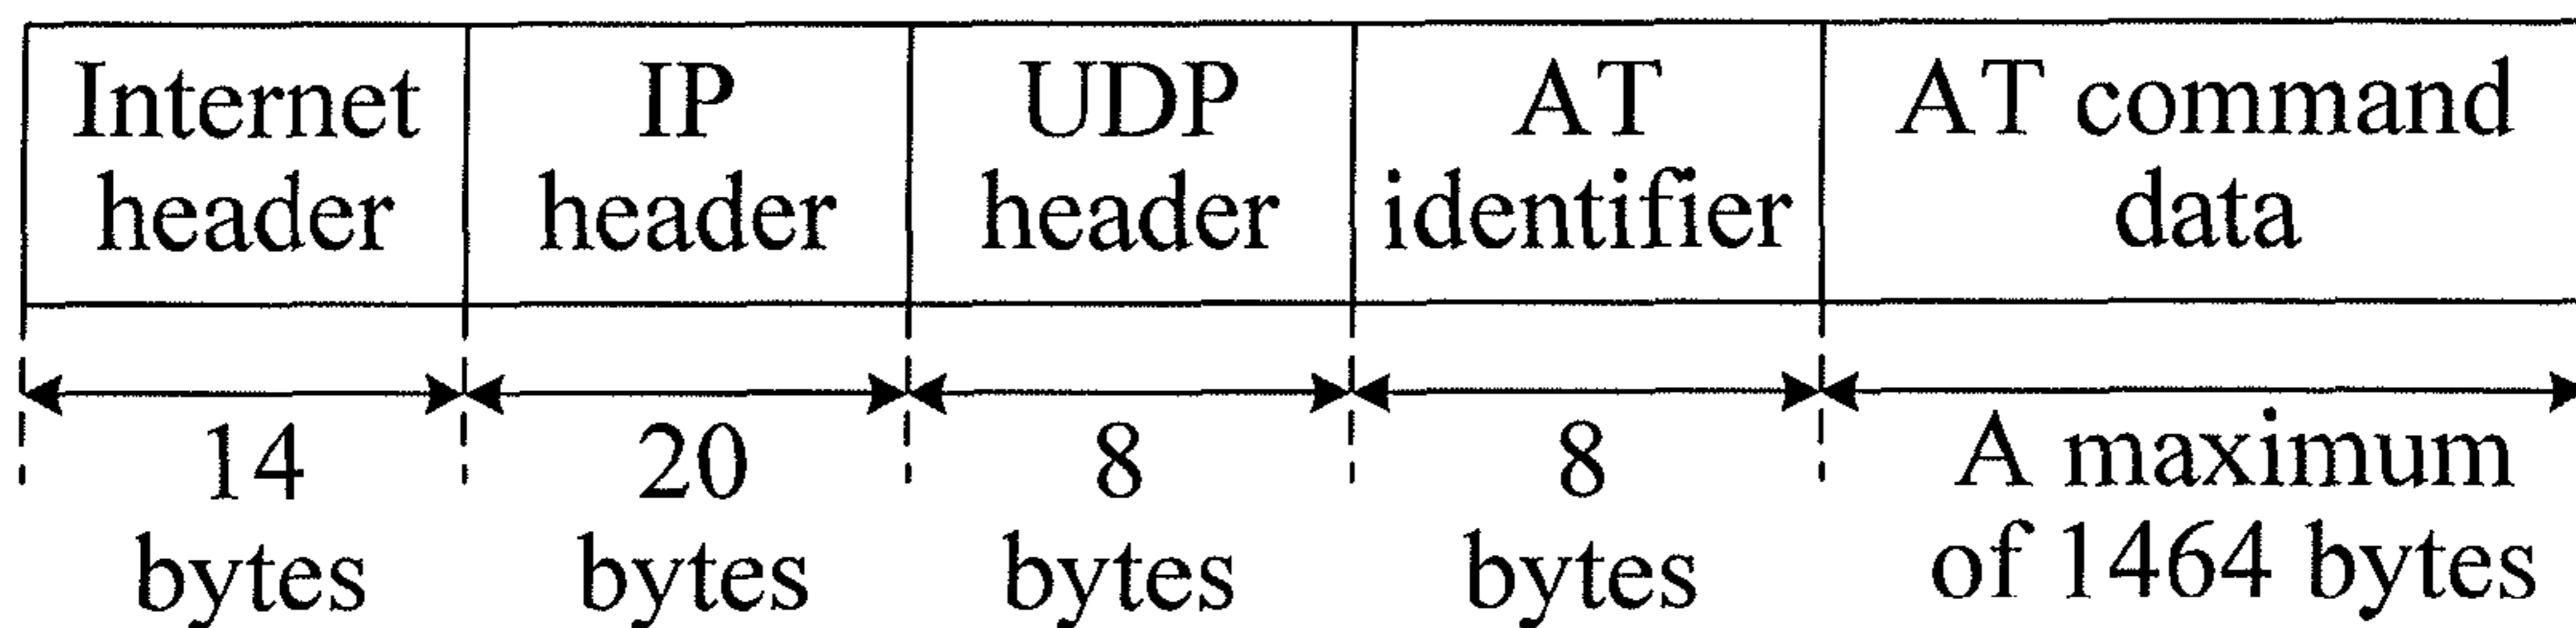 Internet header
IP header
UDP header
AT identifier
AT command data
14 bytes
20 bytes
8 bytes
8 bytes
A maximum of 1464 bytes